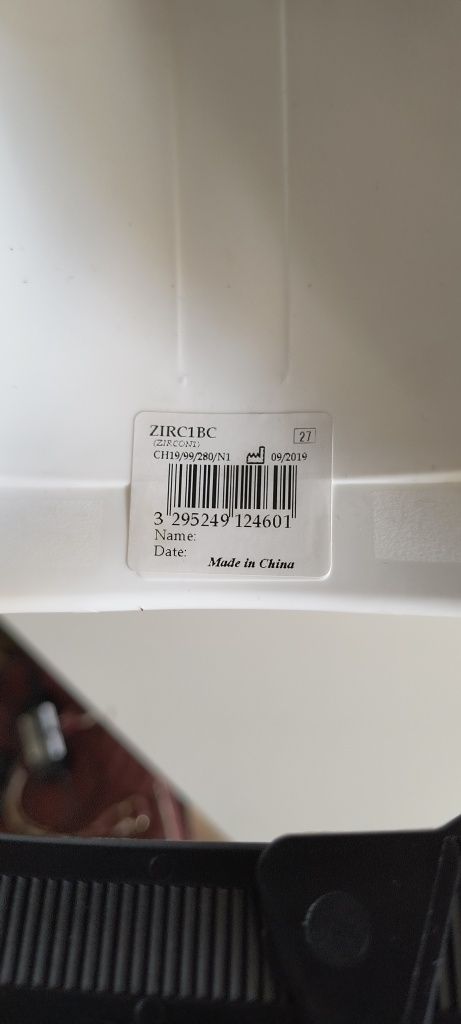 ZIRC1BC
(ZIRCON1)
27
CH19/99/280/N1 09/2019
3 295249 124601
Name:
Date:
Made in China